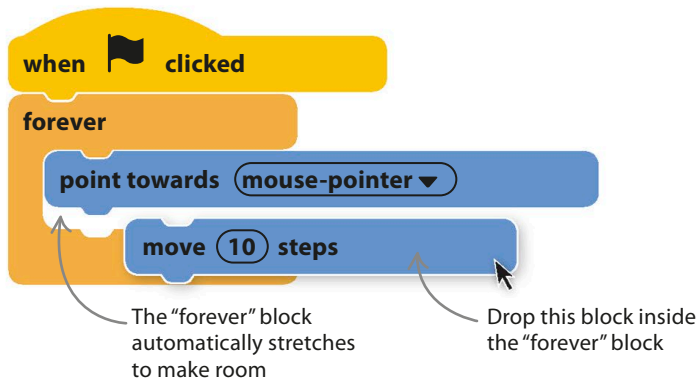 when clicked
forever
point towards mouse-pointer
move 10 steps
The “forever” block
automatically stretches
to make room
Drop this block inside
the “forever” block